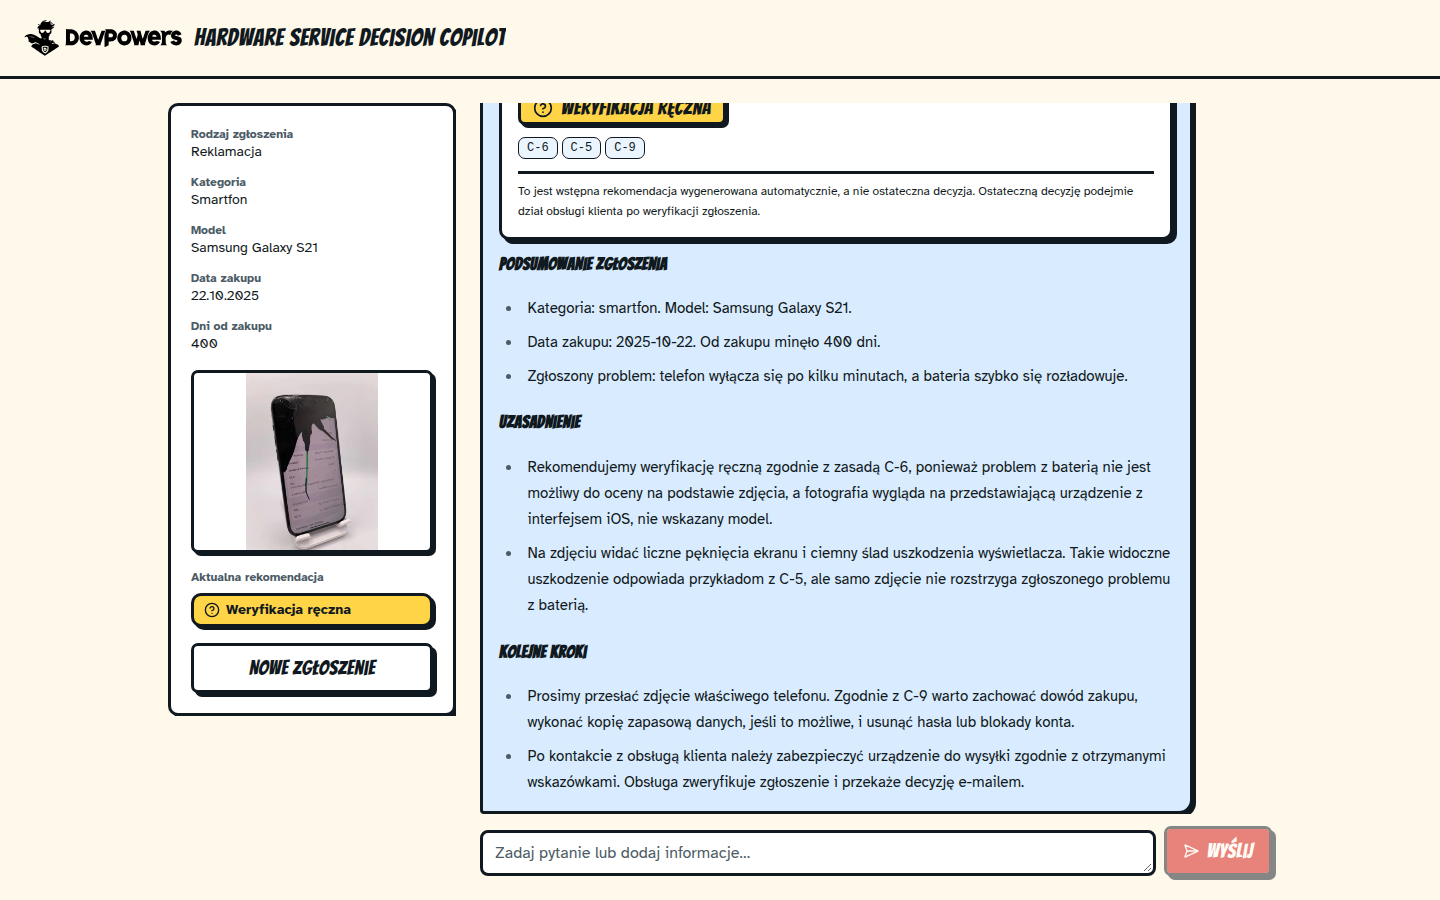 DevPowers HARDWARE SERVICE DECISION COPILOT
Rodzaj zgłoszenia
Reklamacja
Kategoria
Smartfon
Model
Samsung Galaxy S21
Data zakupu
22.10.2025
Dni od zakupu
400
Aktualna rekomendacja
Weryfikacja ręczna
NOWE ZGŁOSZENIE
WERYFIKACJA RĘCZNA
C-6 C-5 C-9
To jest wstępna rekomendacja wygenerowana automatycznie, a nie ostateczna decyzja. Ostateczną decyzję podejmie
dział obsługi klienta po weryfikacji zgłoszenia.
PODSUMOWANIE ZGŁOSZENIA
Kategoria: smartfon. Model: Samsung Galaxy S21.
Data zakupu: 2025-10-22. Od zakupu minęło 400 dni.
Zgłoszony problem: telefon wyłącza się po kilku minutach, a bateria szybko się rozładowuje.
UZASADNIENIE
Rekomendujemy weryfikację ręczną zgodnie z zasadą C-6, ponieważ problem z baterią nie jest
możliwy do oceny na podstawie zdjęcia, a fotografia wygląda na przedstawiającą urządzenie z
interfejsem iOS, nie wskazany model.
Na zdjęciu widać liczne pęknięcia ekranu i ciemny ślad uszkodzenia wyświetlacza. Takie widoczne
uszkodzenie odpowiada przykładom z C-5, ale samo zdjęcie nie rozstrzyga zgłoszonego problemu
z baterią.
KOLEJNE KROKI
Prosimy przesłać zdjęcie właściwego telefonu. Zgodnie z C-9 warto zachować dowód zakupu,
wykonać kopię zapasową danych, jeśli to możliwe, i usunąć hasła lub blokady konta.
Po kontakcie z obsługą klienta należy zabezpieczyć urządzenie do wysyłki zgodnie z otrzymanymi
wskazówkami. Obsługa zweryfikuje zgłoszenie i przekaże decyzję e-mailem.
Zadaj pytanie lub dodaj informacje...
WYŚLIJ